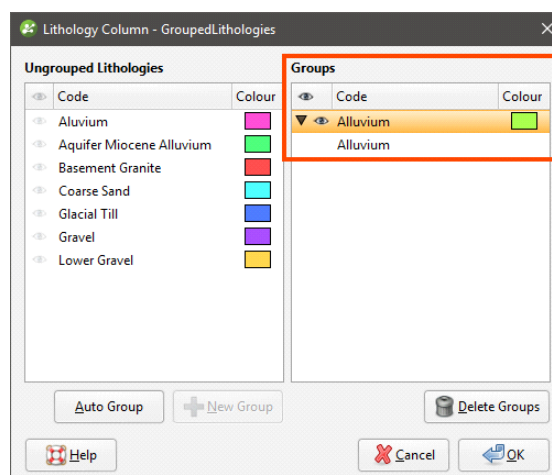 Lithology Column - GroupedLithologies
Ungrouped Lithologies
Code Colour
Aluvium
Aquifer Miocene Alluvium
Basement Granite
Coarse Sand
Glacial Till
Gravel
Lower Gravel
Groups
Code Colour
Alluvium
Alluvium
Auto Group
New Group
Delete Groups
Help
Cancel
OK